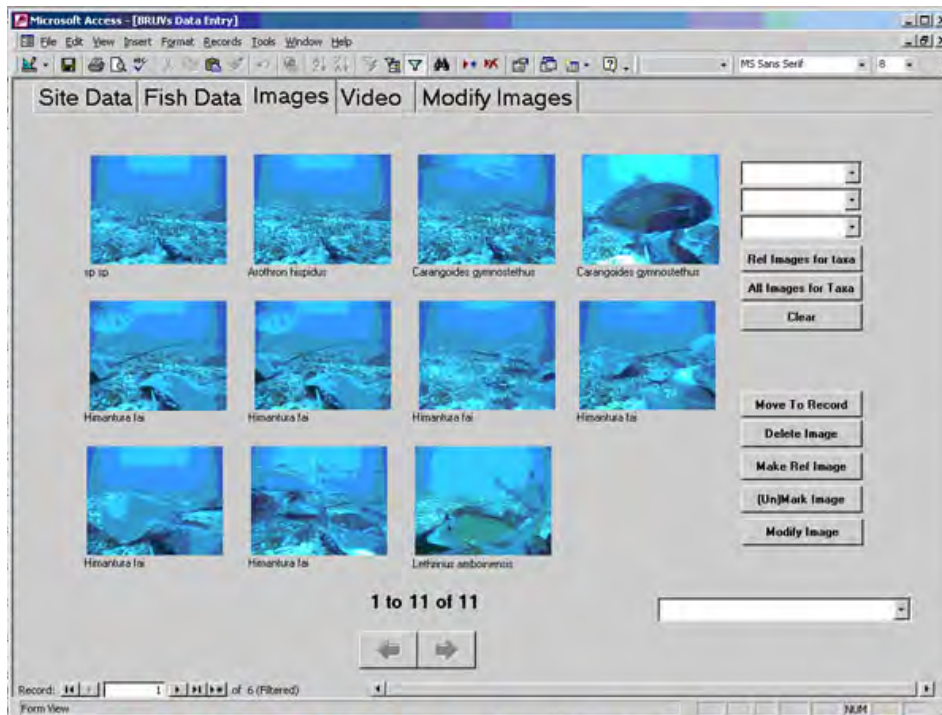 Microsoft Access - [BRUVs Data Entry]
File Edit View Insert Format Records Tools Window Help
MS Sans Serif 8
Site Data Fish Data Images Video Modify Images
sp sp Arothron hispidus Carangoides gymnostethus Carangoides gymnostethus
Ref Images for taxa
All Images for Taxa
Clear
Himantura fai Himantura fai Himantura fai Himantura fai
Move To Record
Delete Image
Make Ref Image
(Un)Mark Image
Modify Image
Himantura fai Himantura fai Lethrinus amboinensis
1 to 11 of 11
Record: 1 of 6 (Filtered)
Form View NUM